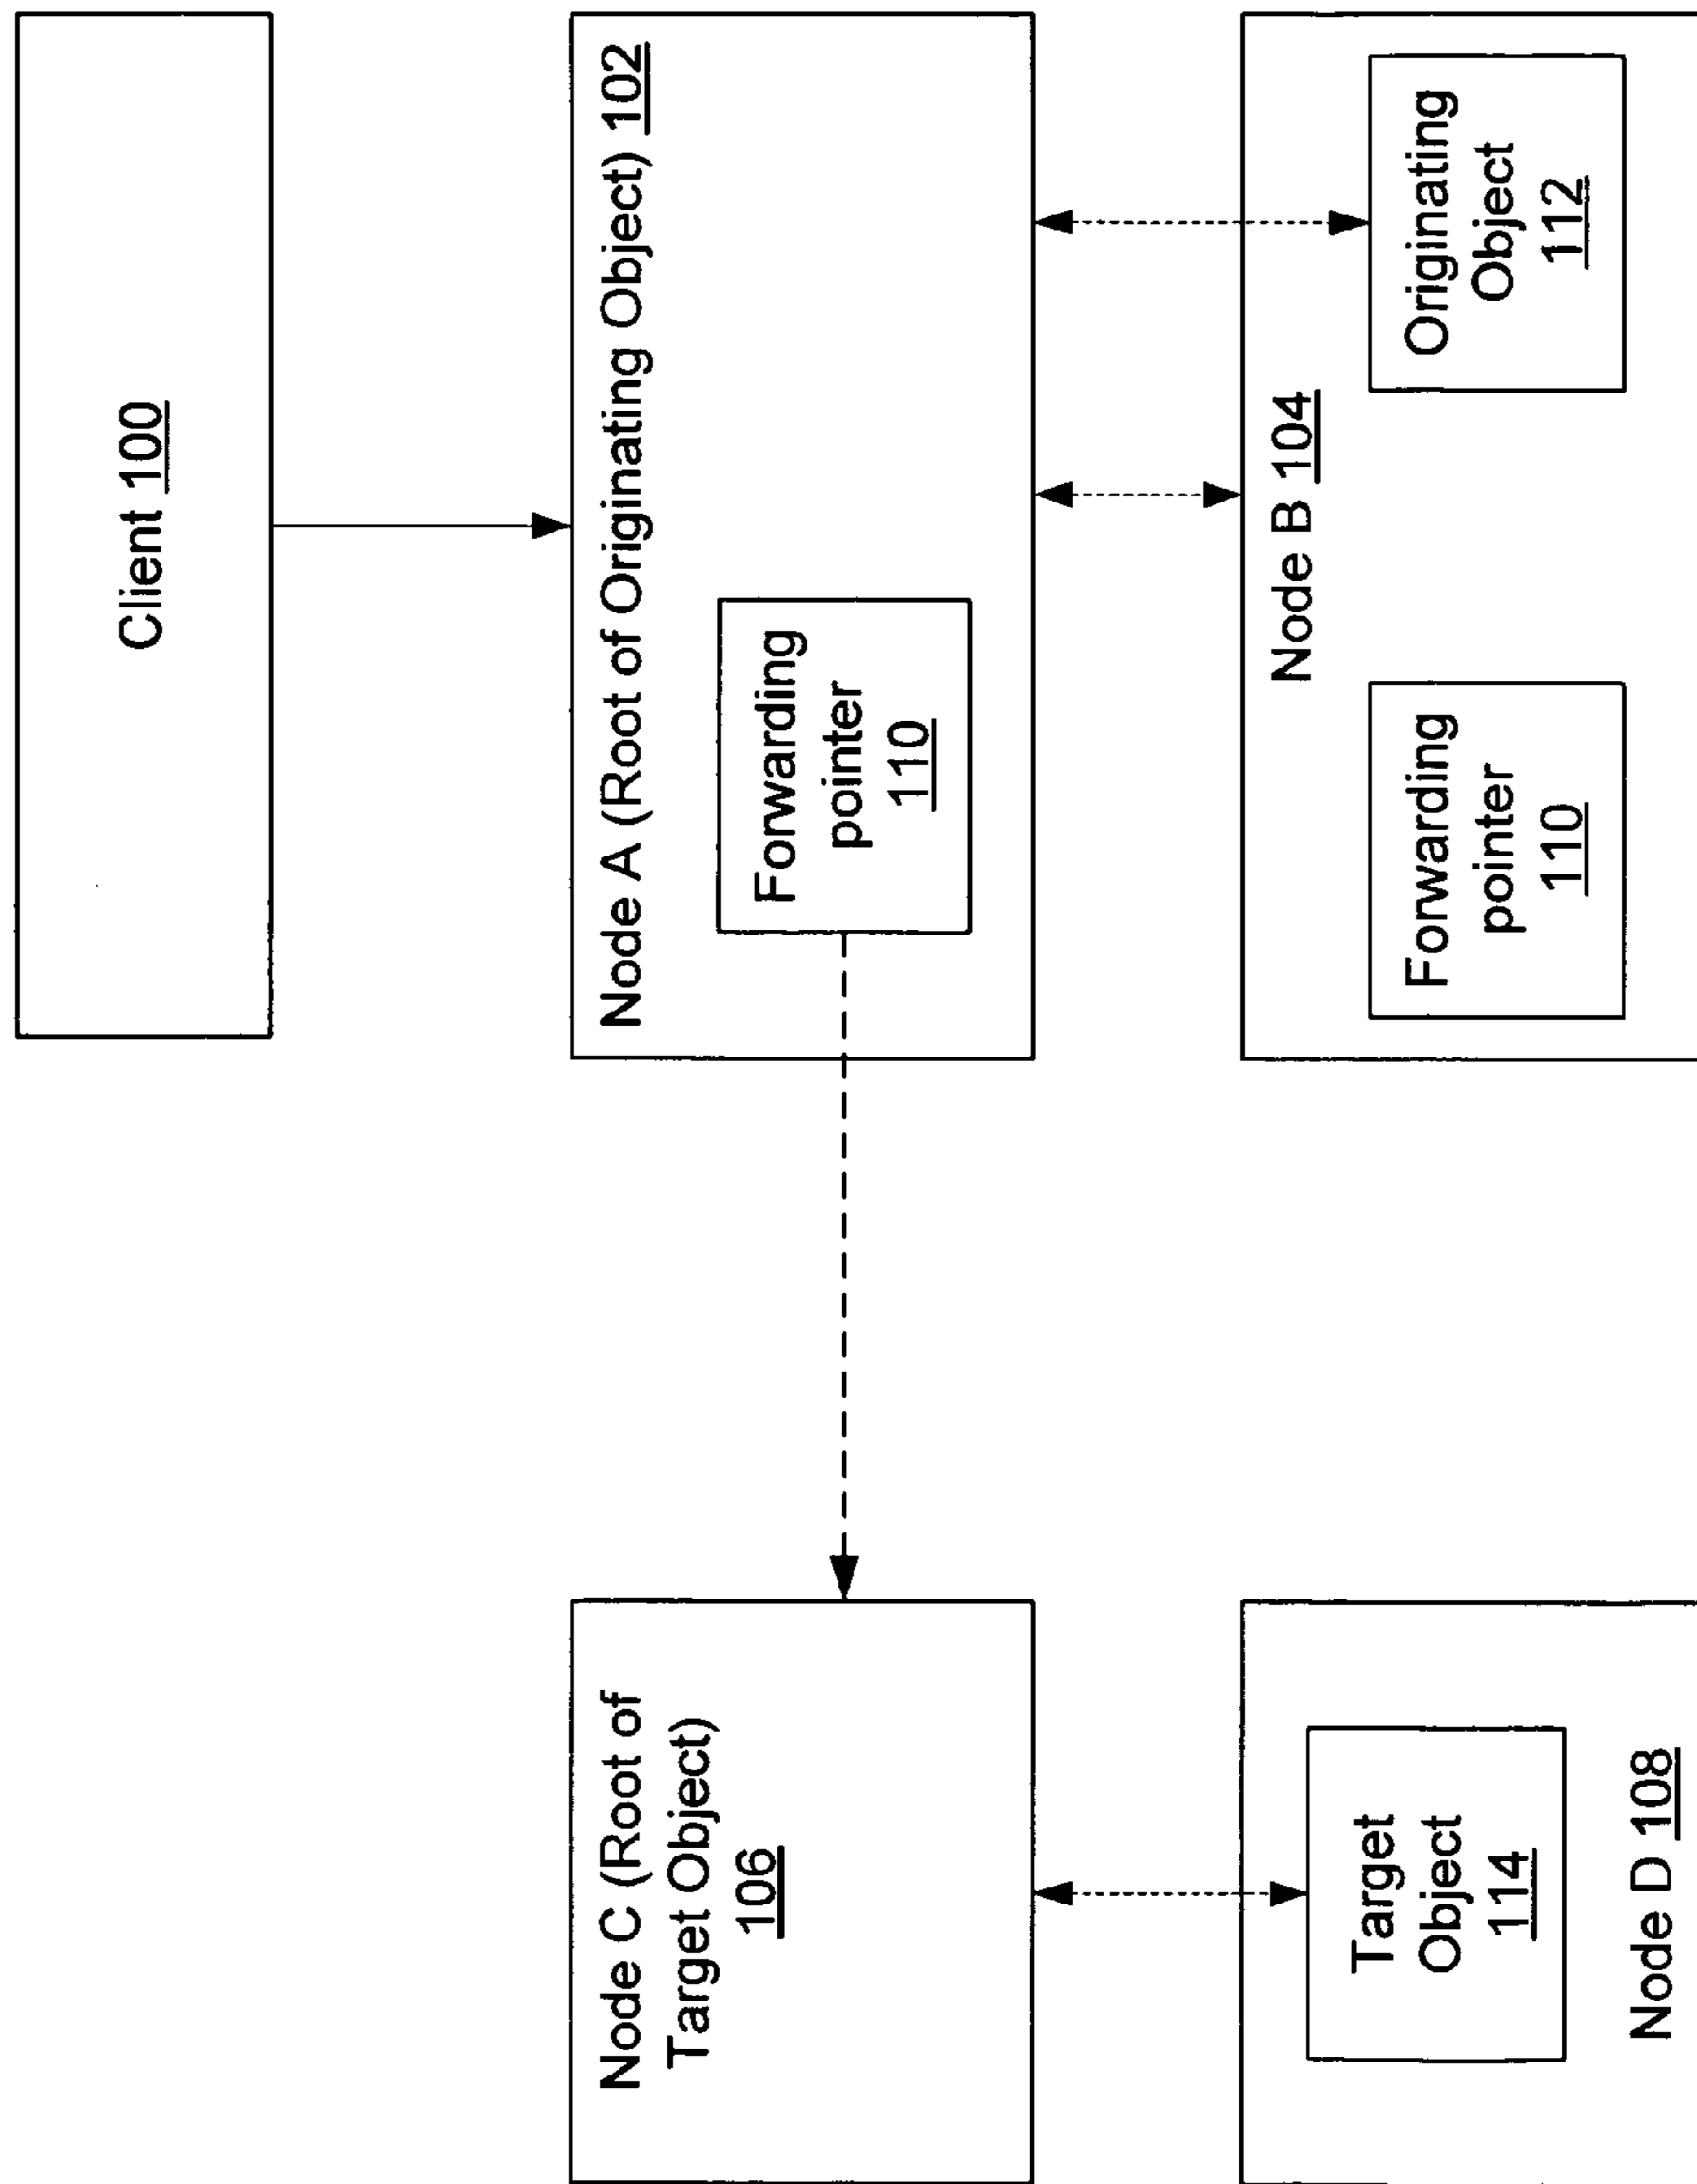 Client 100
Node A (Root of Originating Object) 102
Forwarding
pointer
110
Node B 104
Forwarding
pointer
110
Originating
Object
112
Node C (Root of
Target Object)
106
Target
Object
114
Node D 108